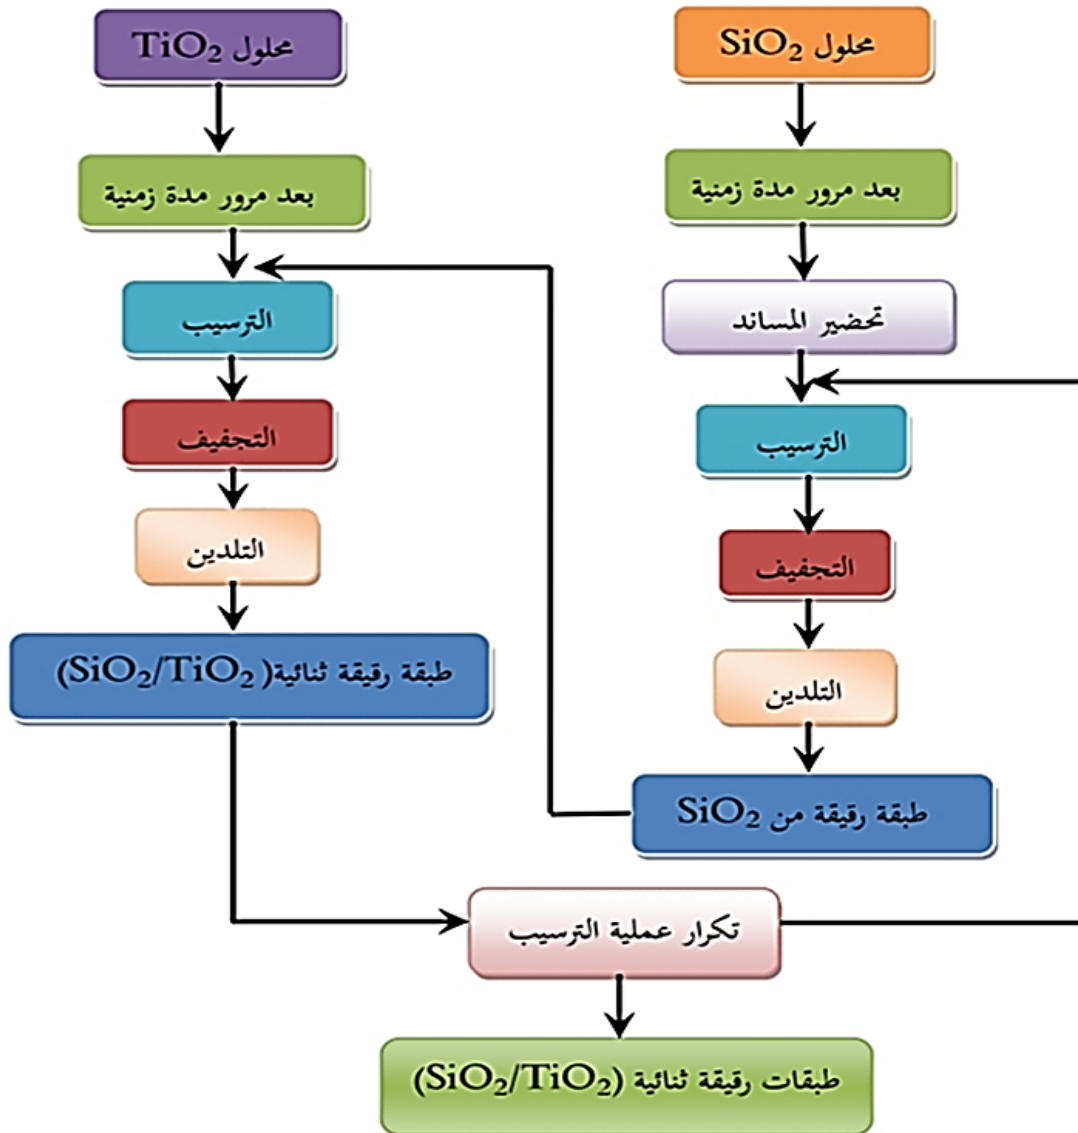 محلول SiO₂
بعد مرور مدة زمنية
تحضير المساند
الترسيب
التجفيف
التلدين
طبقة رقيقة من SiO₂
محلول TiO₂
بعد مرور مدة زمنية
الترسيب
التجفيف
التلدين
طبقة رقيقة ثنائية (SiO₂/TiO₂)
تكرار عملية الترسيب
طبقات رقيقة ثنائية (SiO₂/TiO₂)